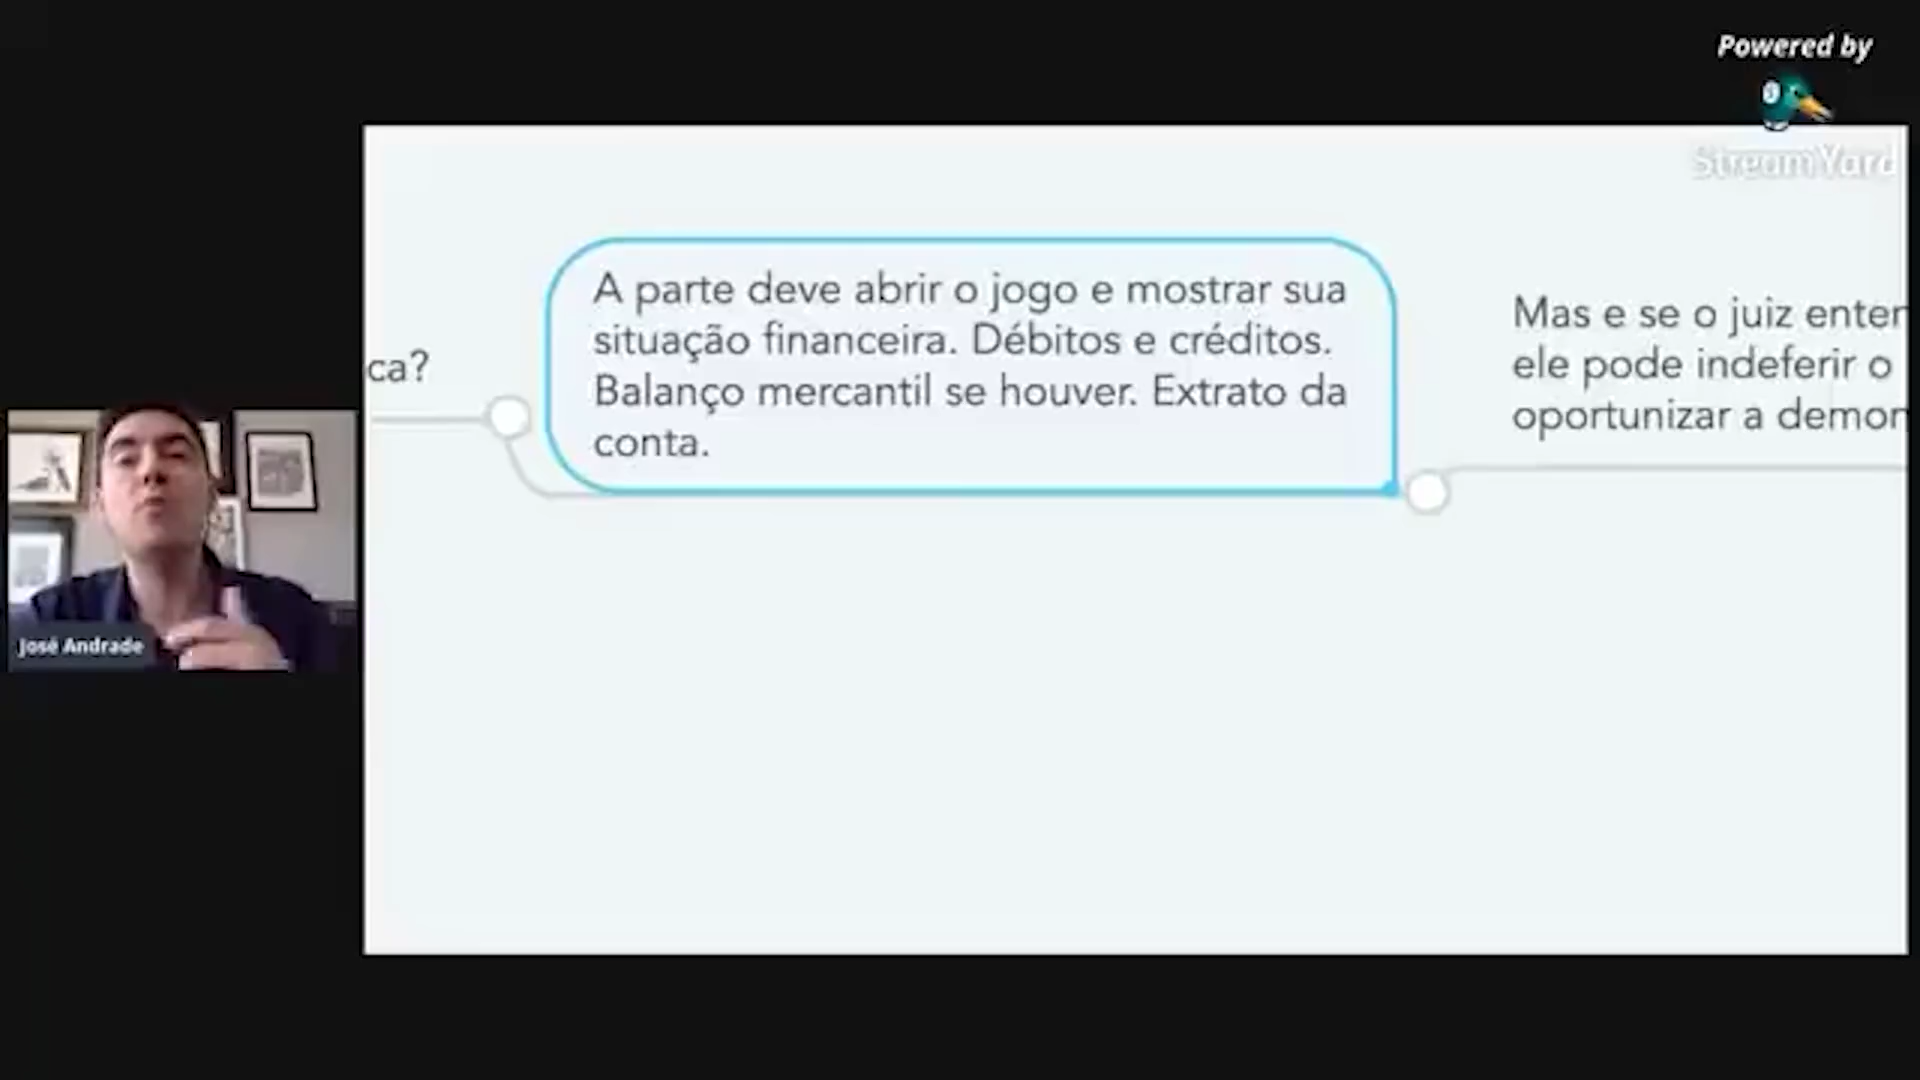 Powered by
StreamYard
A parte deve abrir o jogo e mostrar sua
situação financeira. Débitos e créditos.
Balanço mercantil se houver. Extrato da
conta.
ca?
Mas e se o juiz enten
ele pode indeferir o
oportunizar a demon
José Andrade